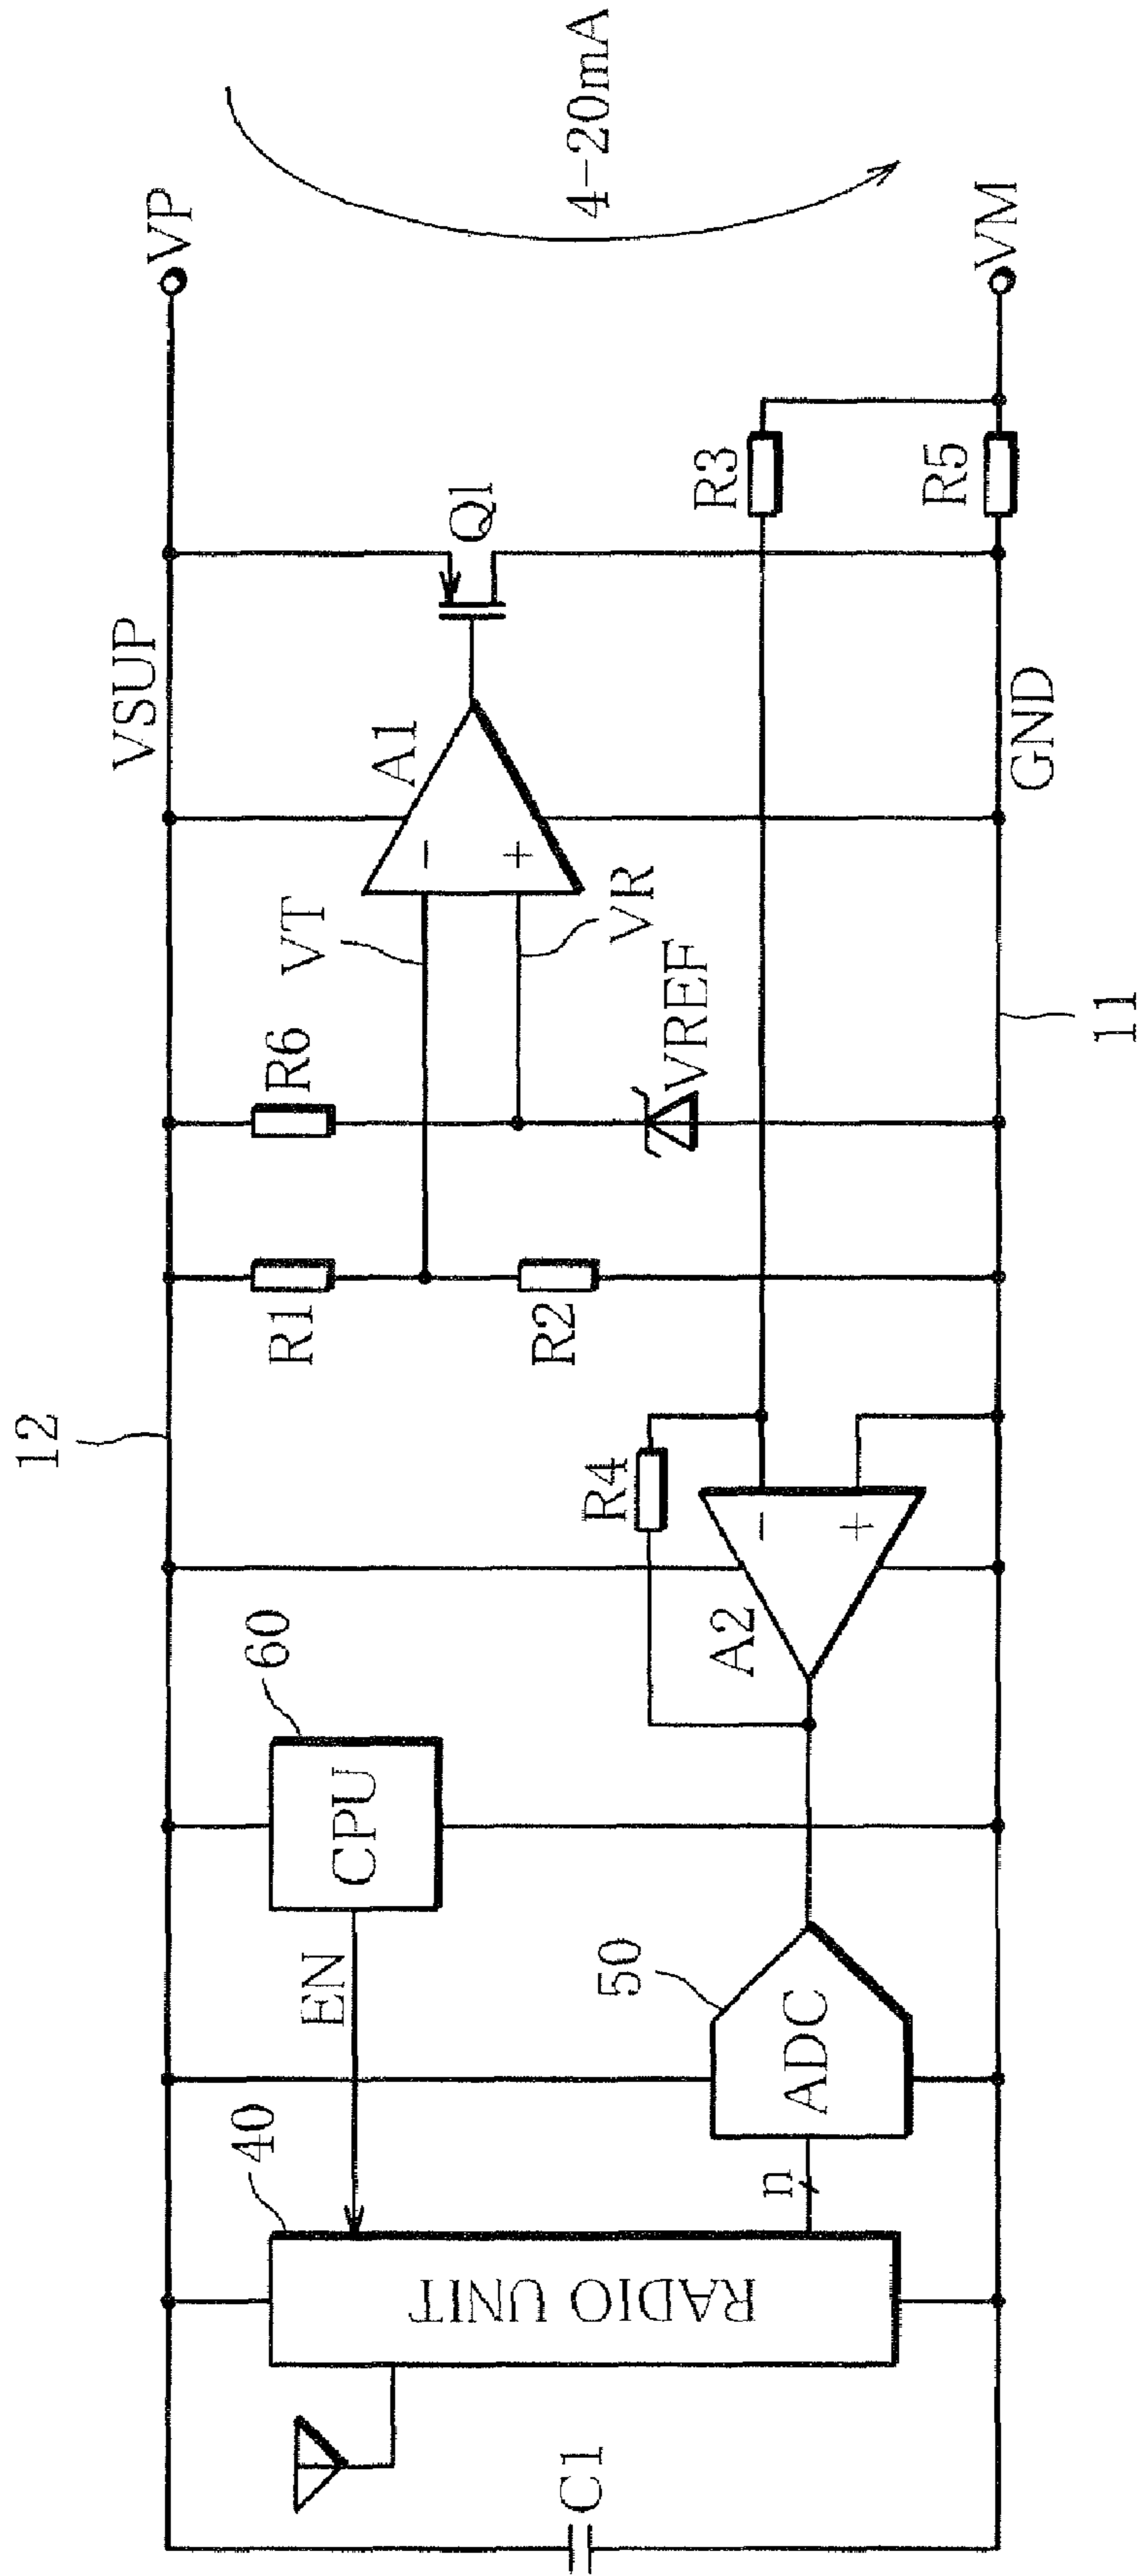 12
VSUP
VP
40
EN
60
CPU
R1
R6
VT
A1
Q1
4-20mA
RADIO UNIT
R2
VR
VREF
R3
C1
n
50
ADC
A2
R4
R5
11
GND
VM